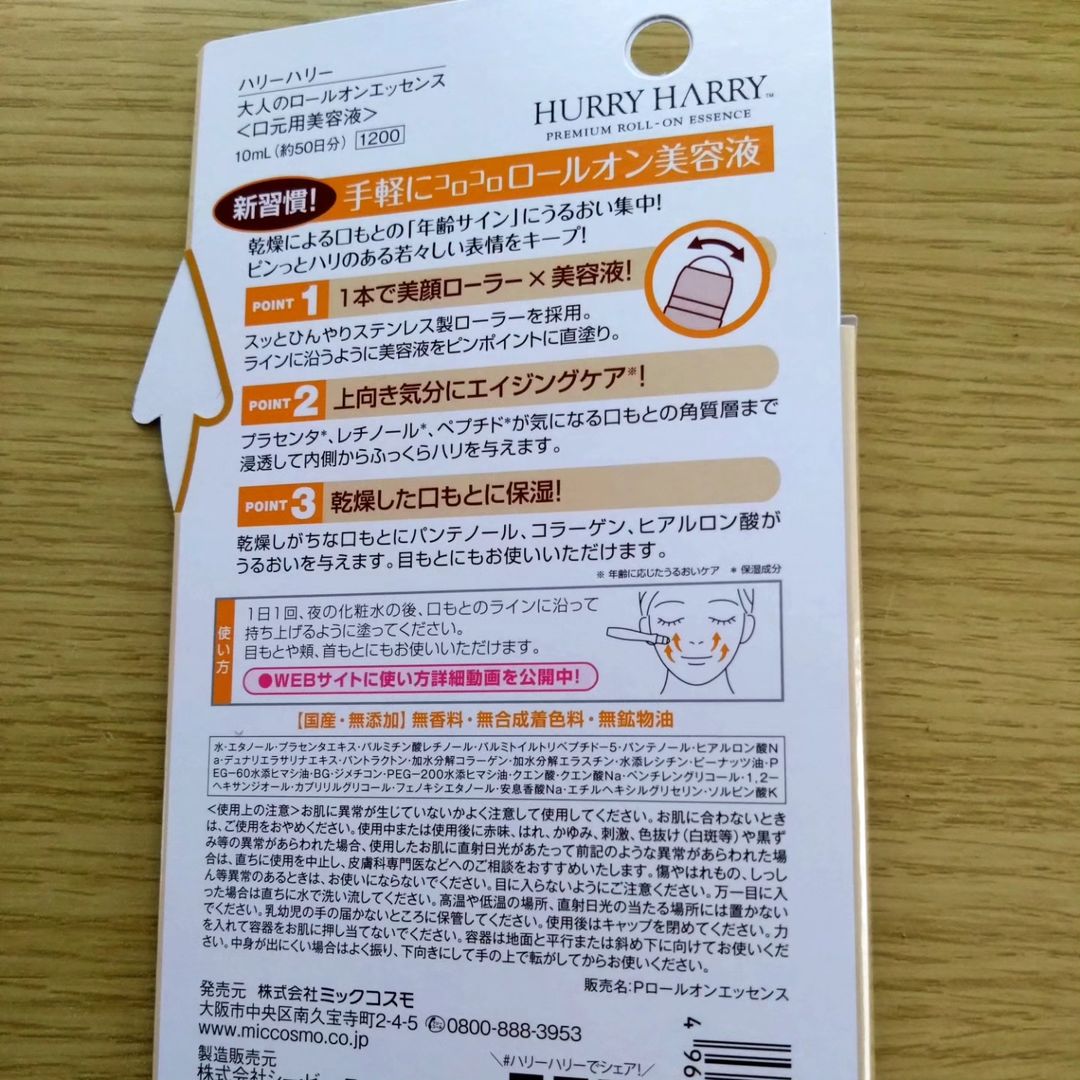 ハリーハリー
大人のロールオンエッセンス
＜口元用美容液＞
10mL（約50日分） 1200
HURRY HARRY™
PREMIUM ROLL-ON ESSENCE
新習慣! 手軽にコロコロロールオン美容液
乾燥による口もとの「年齢サイン」にうるおい集中!
ピンっとハリのある若々しい表情をキープ!
POINT 1 1本で美顔ローラー×美容液!
スッとひんやりステンレス製ローラーを採用。
ラインに沿うように美容液をピンポイントに直塗り。
POINT 2 上向き気分にエイジングケア※!
プラセンタ*、レチノール*、ペプチド*が気になる口もとの角質層まで
浸透して内側からふっくらハリを与えます。
POINT 3 乾燥した口もとに保湿!
乾燥しがちな口もとにパンテノール、コラーゲン、ヒアルロン酸が
うるおいを与えます。目もとにもお使いいただけます。
※ 年齢に応じたうるおいケア ＊保湿成分
使い方
1日1回、夜の化粧水の後、口もとのラインに沿って
持ち上げるように塗ってください。
目もとや頬、首もとにもお使いいただけます。
●WEBサイトに使い方詳細動画を公開中!
【国産・無添加】無香料・無合成着色料・無鉱物油
水・エタノール・プラセンタエキス・パルミチン酸レチノール・パルミトイルトリペプチド-5・パンテノール・ヒアルロン酸N
a・デュナリエラサリナエキス・パントラクトン・加水分解コラーゲン・加水分解エラスチン・水添レシチン・ピーナッツ油・P
EG-60水添ヒマシ油・BG・ジメチコン・PEG-200水添ヒマシ油・クエン酸・クエン酸Na・ペンチレングリコール・1,2-
ヘキサンジオール・カプリリルグリコール・フェノキシエタノール・安息香酸Na・エチルヘキシルグリセリン・ソルビン酸K
＜使用上の注意＞お肌に異常が生じていないかよく注意して使用してください。お肌に合わないとき
は、ご使用をおやめください。使用中または使用後に赤味、はれ、かゆみ、刺激、色抜け(白斑等)や黒ず
み等の異常があらわれた場合、使用したお肌に直射日光があたって前記のような異常があらわれた場
合は、直ちに使用を中止し、皮膚科専門医などへのご相談をおすすめいたします。傷やはれもの、しっし
ん等異常のあるときは、お使いにならないでください。目に入らないようにご注意ください。万一目に入
った場合は直ちに水で洗い流してください。高温や低温の場所、直射日光の当たる場所には置かない
でください。乳幼児の手の届かないところに保管してください。使用後はキャップを閉めてください。力
を入れて容器をお肌に押し当てないでください。容器は地面と平行または斜め下に向けてお使いくだ
さい。中身が出にくい場合はよく振り、下向きにして手の上で転がしてからお使いください。
販売名:Pロールオンエッセンス
発売元 株式会社ミックコスモ
大阪市中央区南久宝寺町2-4-5 0800-888-3953
www.miccosmo.co.jp
製造販売元
株式会社シー・ビー
＼#ハリーハリーでシェア!／
4 96